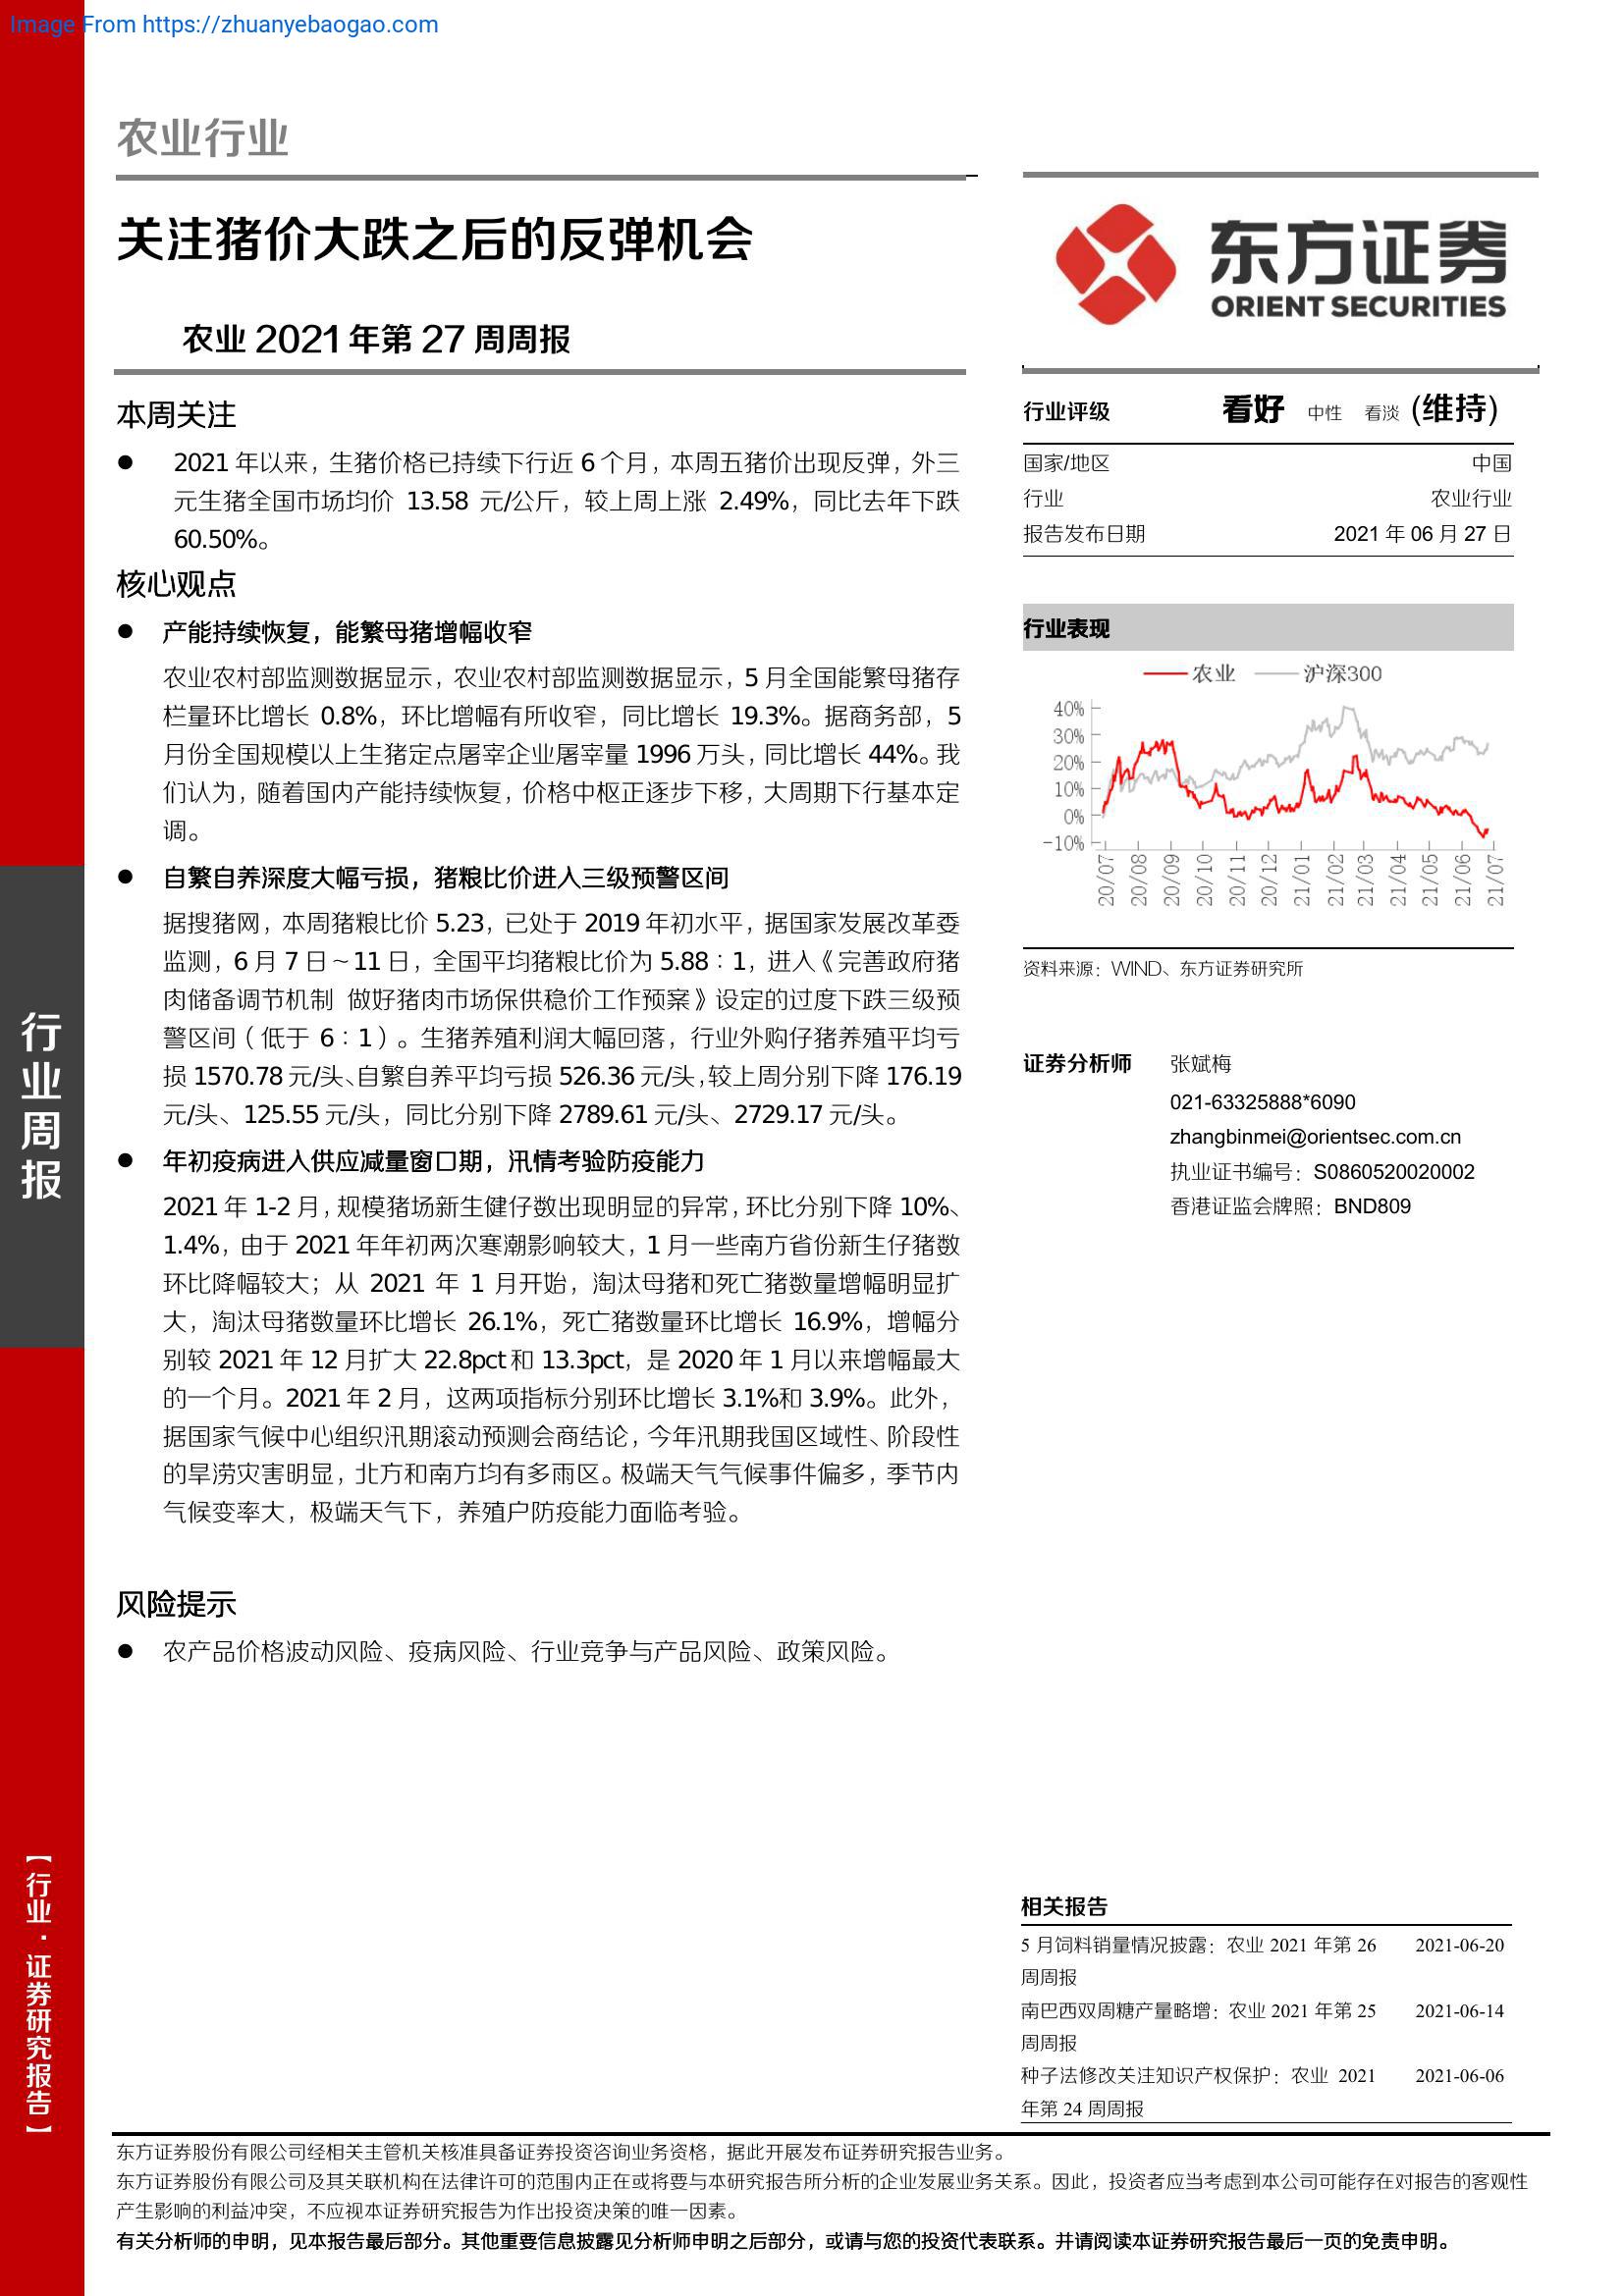 Image From https://zhuanyebaogao.com
农业行业
关注猪价大跌之后的反弹机会
农业 2021 年第 27 周周报
本周关注
● 2021 年以来，生猪价格已持续下行近 6 个月，本周五猪价出现反弹，外三
元生猪全国市场均价 13.58 元/公斤，较上周上涨 2.49%，同比去年下跌
60.50%。
核心观点
● 产能持续恢复，能繁母猪增幅收窄
农业农村部监测数据显示，农业农村部监测数据显示，5 月全国能繁母猪存
栏量环比增长 0.8%，环比增幅有所收窄，同比增长 19.3%。据商务部，5
月份全国规模以上生猪定点屠宰企业屠宰量 1996 万头，同比增长 44%。我
们认为，随着国内产能持续恢复，价格中枢正逐步下移，大周期下行基本定
调。
● 自繁自养深度大幅亏损，猪粮比价进入三级预警区间
据搜猪网，本周猪粮比价 5.23，已处于 2019 年初水平，据国家发展改革委
监测，6 月 7 日～11 日，全国平均猪粮比价为 5.88∶1，进入《完善政府猪
肉储备调节机制 做好猪肉市场保供稳价工作预案》设定的过度下跌三级预
警区间（低于 6∶1）。生猪养殖利润大幅回落，行业外购仔猪养殖平均亏
损 1570.78 元/头、自繁自养平均亏损 526.36 元/头，较上周分别下降 176.19
元/头、125.55 元/头，同比分别下降 2789.61 元/头、2729.17 元/头。
● 年初疫病进入供应减量窗口期，汛情考验防疫能力
2021 年 1-2 月，规模猪场新生健仔数出现明显的异常，环比分别下降 10%、
1.4%，由于 2021 年年初两次寒潮影响较大，1 月一些南方省份新生仔猪数
环比降幅较大；从 2021 年 1 月开始，淘汰母猪和死亡猪数量增幅明显扩
大，淘汰母猪数量环比增长 26.1%，死亡猪数量环比增长 16.9%，增幅分
别较 2021 年 12 月扩大 22.8pct 和 13.3pct，是 2020 年 1 月以来增幅最大
的一个月。2021 年 2 月，这两项指标分别环比增长 3.1%和 3.9%。此外，
据国家气候中心组织汛期滚动预测会商结论，今年汛期我国区域性、阶段性
的旱涝灾害明显，北方和南方均有多雨区。极端天气气候事件偏多，季节内
气候变率大，极端天气下，养殖户防疫能力面临考验。
风险提示
● 农产品价格波动风险、疫病风险、行业竞争与产品风险、政策风险。
东方证券
ORIENT SECURITIES
行业评级 看好 中性 看淡 (维持)
国家/地区 中国
行业 农业行业
报告发布日期 2021 年 06 月 27 日
行业表现
农业 沪深300
40%
30%
20%
10%
0%
-10%
20/07 20/08 20/09 20/10 20/11 20/12 21/01 21/02 21/03 21/04 21/05 21/06 21/07
资料来源：WIND、东方证券研究所
证券分析师 张斌梅
021-63325888*6090
zhangbinmei@orientsec.com.cn
执业证书编号：S0860520020002
香港证监会牌照：BND809
相关报告
5 月饲料销量情况披露：农业 2021 年第 26 2021-06-20
周周报
南巴西双周糖产量略增：农业 2021 年第 25 2021-06-14
周周报
种子法修改关注知识产权保护：农业 2021 2021-06-06
年第 24 周周报
行业周报
【行业·证券研究报告】
东方证券股份有限公司经相关主管机关核准具备证券投资咨询业务资格，据此开展发布证券研究报告业务。
东方证券股份有限公司及其关联机构在法律许可的范围内正在或将要与本研究报告所分析的企业发展业务关系。因此，投资者应当考虑到本公司可能存在对报告的客观性
产生影响的利益冲突，不应视本证券研究报告为作出投资决策的唯一因素。
有关分析师的申明，见本报告最后部分。其他重要信息披露见分析师申明之后部分，或请与您的投资代表联系。并请阅读本证券研究报告最后一页的免责申明。